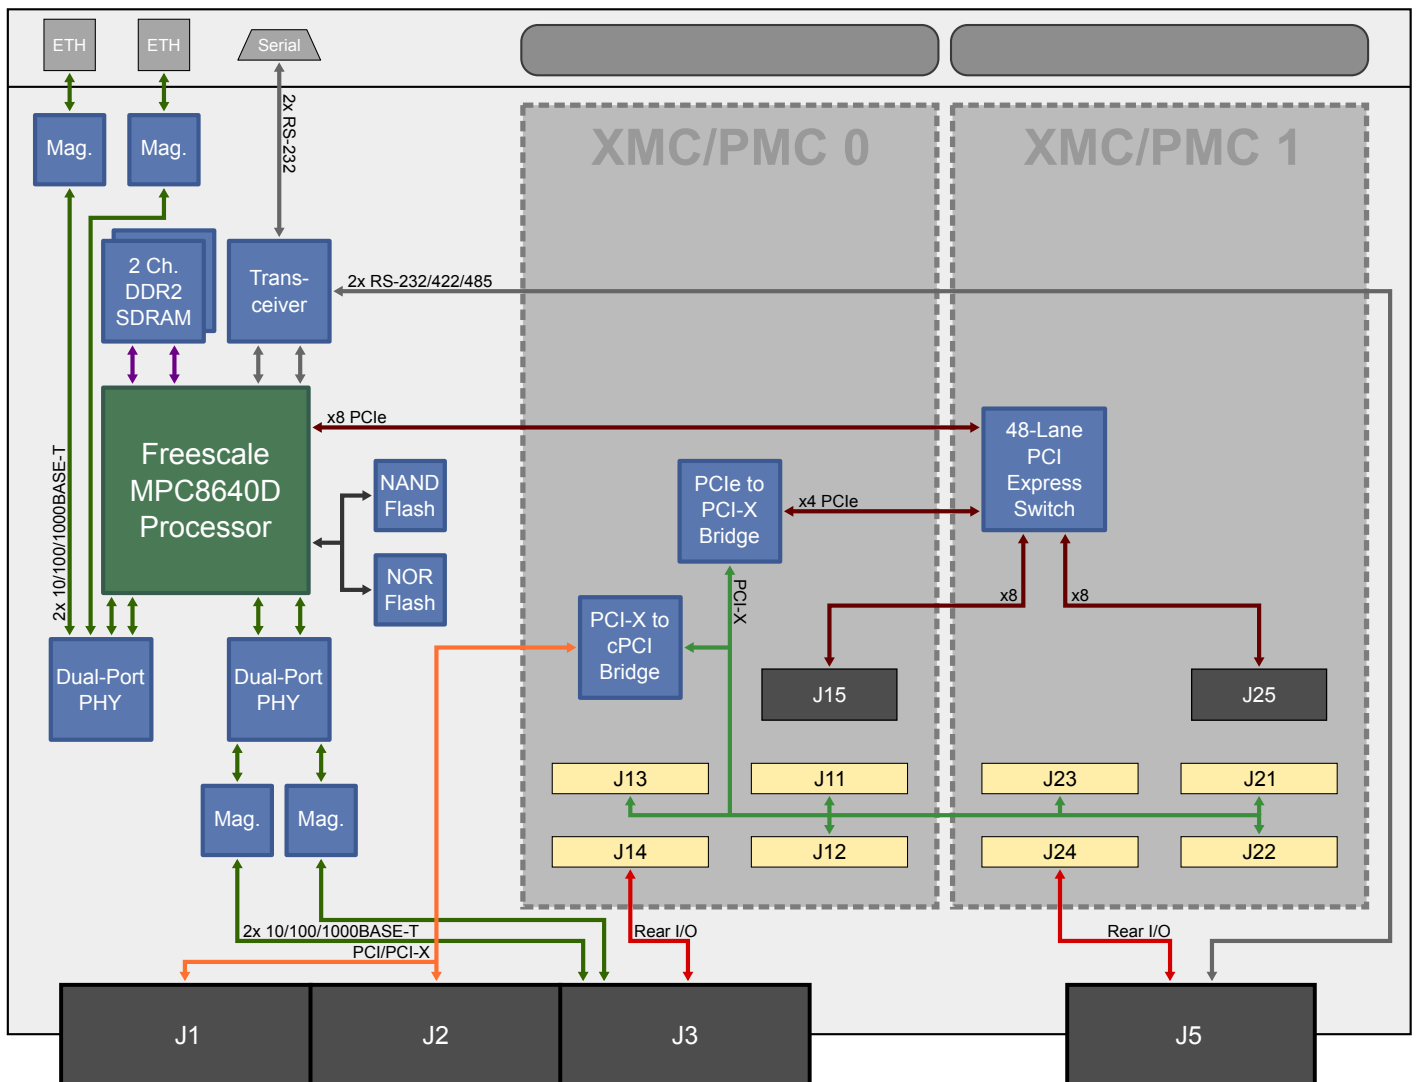 ETH
ETH
Serial
2x RS-232
Mag.
Mag.
XMC/PMC 0
XMC/PMC 1
2 Ch.
DDR2
SDRAM
Trans-
ceiver
2x RS-232/422/485
x8 PCIe
Freescale
MPC8640D
Processor
48-Lane
PCI
Express
Switch
NAND
Flash
PCIe to
PCI-X
Bridge
x4 PCIe
2x 10/100/1000BASE-T
NOR
Flash
PCI-X
PCI-X to
cPCI
Bridge
x8
x8
Dual-Port
PHY
Dual-Port
PHY
J15
J25
J13
J11
J23
J21
Mag.
Mag.
J14
J12
J24
J22
2x 10/100/1000BASE-T
Rear I/O
Rear I/O
PCI/PCI-X
J1
J2
J3
J5